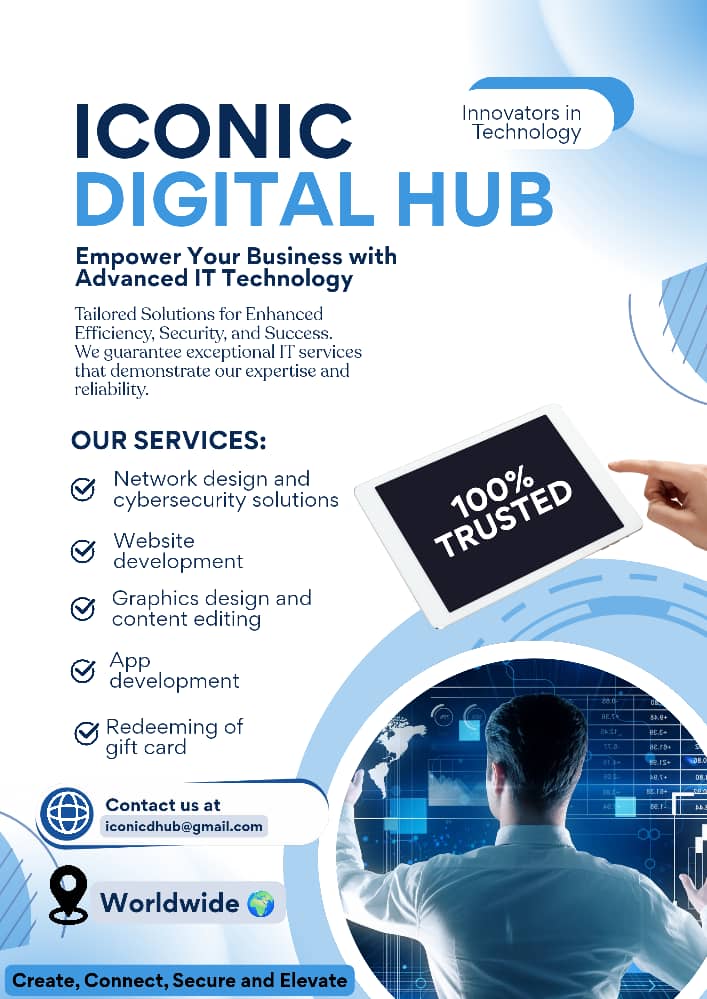 Innovators in
Technology
ICONIC
DIGITAL HUB
Empower Your Business with
Advanced IT Technology
Tailored Solutions for Enhanced
Efficiency, Security, and Success.
We guarantee exceptional IT services
that demonstrate our expertise and
reliability.
OUR SERVICES:
Network design and
cybersecurity solutions
Website
development
Graphics design and
content editing
App
development
Redeeming of
gift card
100%
TRUSTED
Contact us at
iconicdhub@gmail.com
Worldwide 🌍
Create, Connect, Secure and Elevate